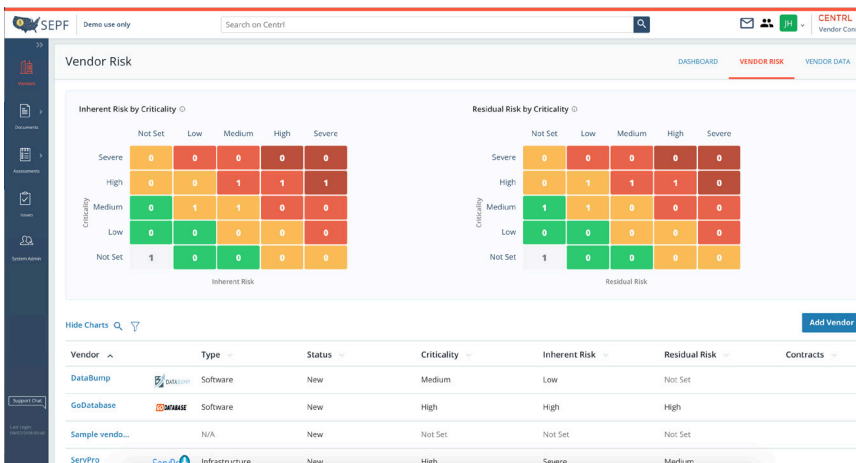 SEPF Demo use only Search on Centrl JH CENTRL
Vendor Con
Vendor Risk DASHBOARD VENDOR RISK VENDOR DATA
Vendors
Documents
Assessments
Issues
System Admin
Support Chat
Inherent Risk by Criticality
Not Set Low Medium High Severe
Severe 0 0 0 0 0
High 0 0 1 1 1
Medium 0 1 1 0 0
Low 0 0 0 0 0
Not Set 1 0 0 0 0
Criticality
Inherent Risk
Residual Risk by Criticality
Not Set Low Medium High Severe
Severe 0 0 0 0 0
High 0 1 1 1 0
Medium 1 1 0 0 0
Low 0 0 0 0 0
Not Set 1 0 0 0 0
Criticality
Residual Risk
Hide Charts Add Vendor
Vendor Type Status Criticality Inherent Risk Residual Risk Contracts
DataBump DATABUMP Software New Medium Low Not Set
GoDatabase GODATABASE Software New High High High
Sample vendo... N/A New Not Set Not Set Not Set
ServPro ServPro Infrastructure New High Severe Medium